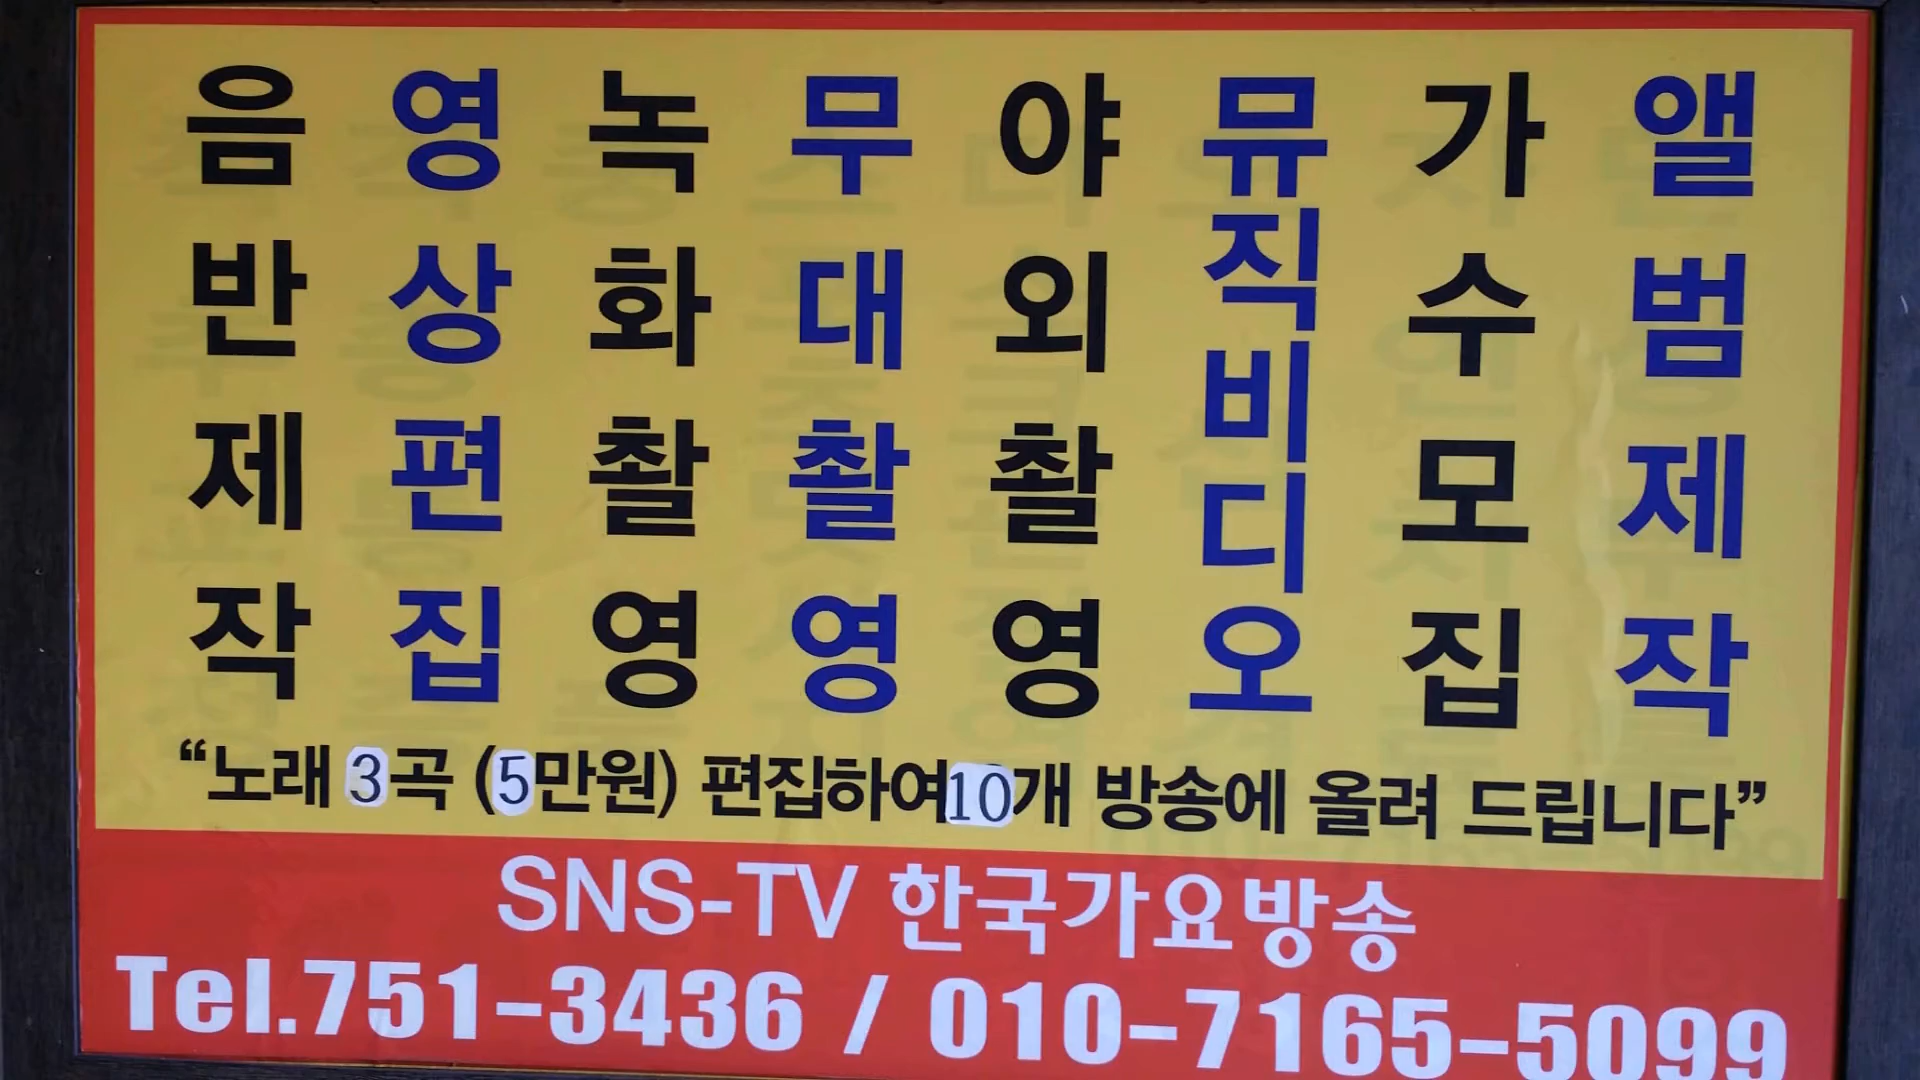 음반제작
영상편집
녹화촬영
무대촬영
야외촬영
뮤직비디오
가수모집
앨범제작
“노래 3곡 (5만원) 편집하여10개 방송에 올려 드립니다”
SNS-TV 한국가요방송
Tel.751-3436 / 010-7165-5099